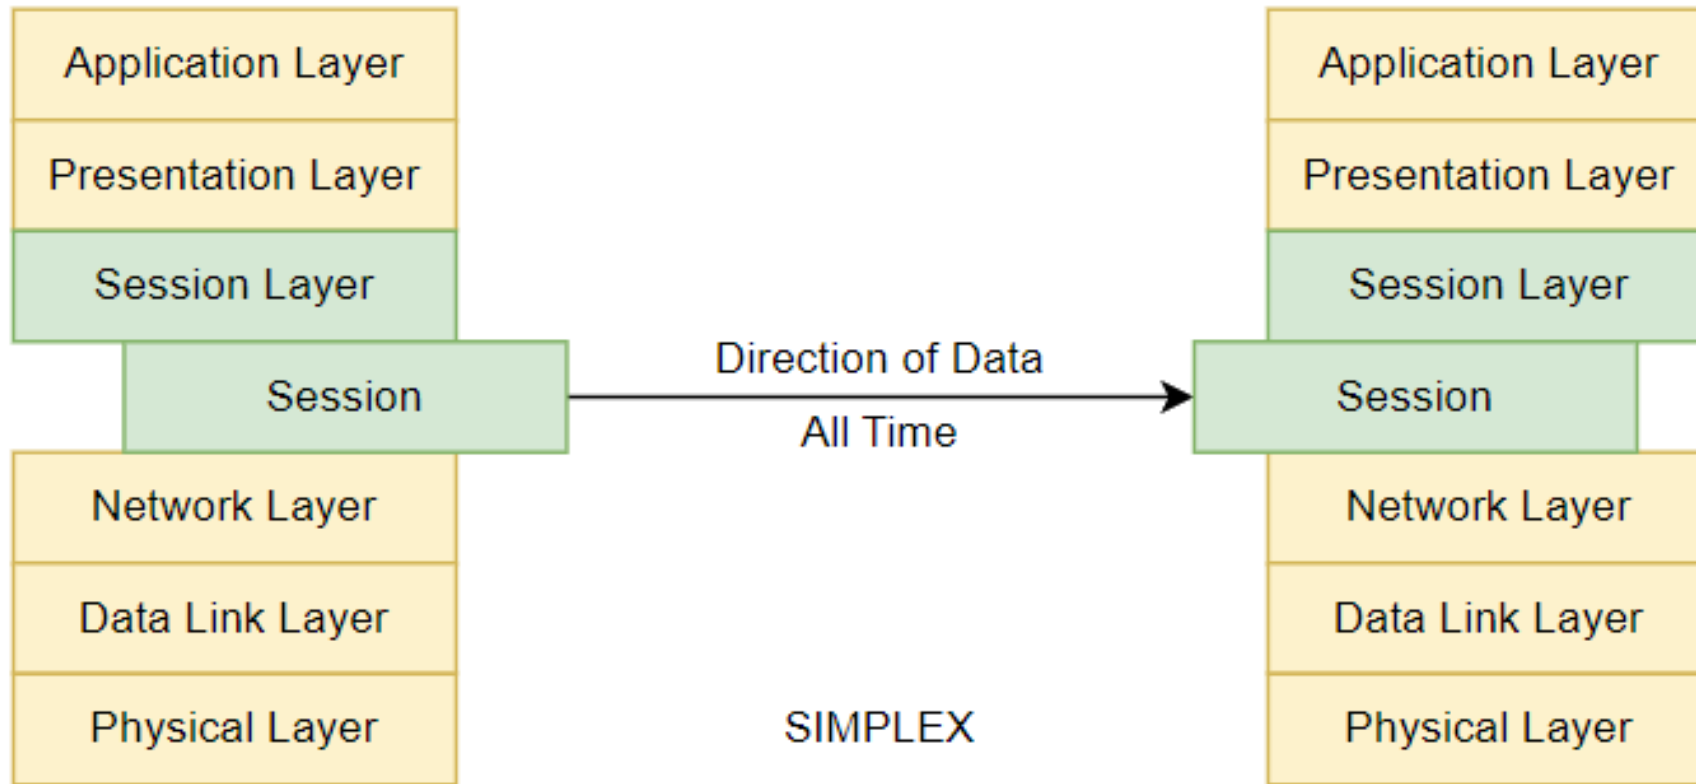 Application Layer
Presentation Layer
Session Layer
Session
Network Layer
Data Link Layer
Physical Layer
Direction of Data
All Time
SIMPLEX
Application Layer
Presentation Layer
Session Layer
Session
Network Layer
Data Link Layer
Physical Layer